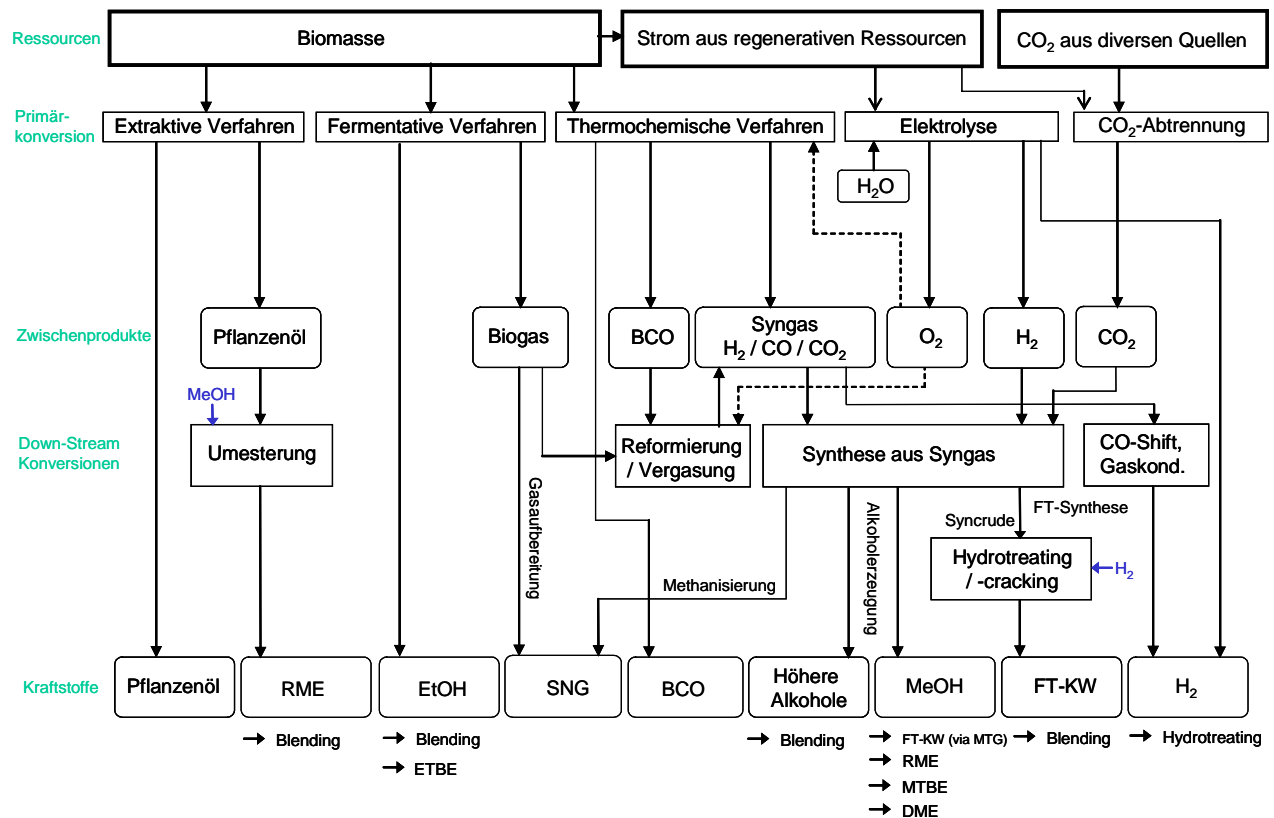 Ressourcen
Biomasse
Strom aus regenerativen Ressourcen
CO₂ aus diversen Quellen
Primär-
konversion
Extraktive Verfahren
Fermentative Verfahren
Thermochemische Verfahren
Elektrolyse
CO₂-Abtrennung
H₂O
Zwischenprodukte
Pflanzenöl
Biogas
BCO
Syngas
H₂ / CO / CO₂
O₂
H₂
CO₂
MeOH
Down-Stream
Konversionen
Umesterung
Reformierung
/ Vergasung
Synthese aus Syngas
CO-Shift,
Gaskond.
Gasaufbereitung
Alkoholerzeugung
Syncrude
FT-Synthese
Methanisierung
Hydrotreating
/ -cracking
H₂
Kraftstoffe
Pflanzenöl
RME
EtOH
SNG
BCO
Höhere
Alkohole
MeOH
FT-KW
H₂
→ Blending
→ Blending
→ ETBE
→ Blending
→ FT-KW (via MTG)
→ RME
→ MTBE
→ DME
→ Blending
→ Hydrotreating